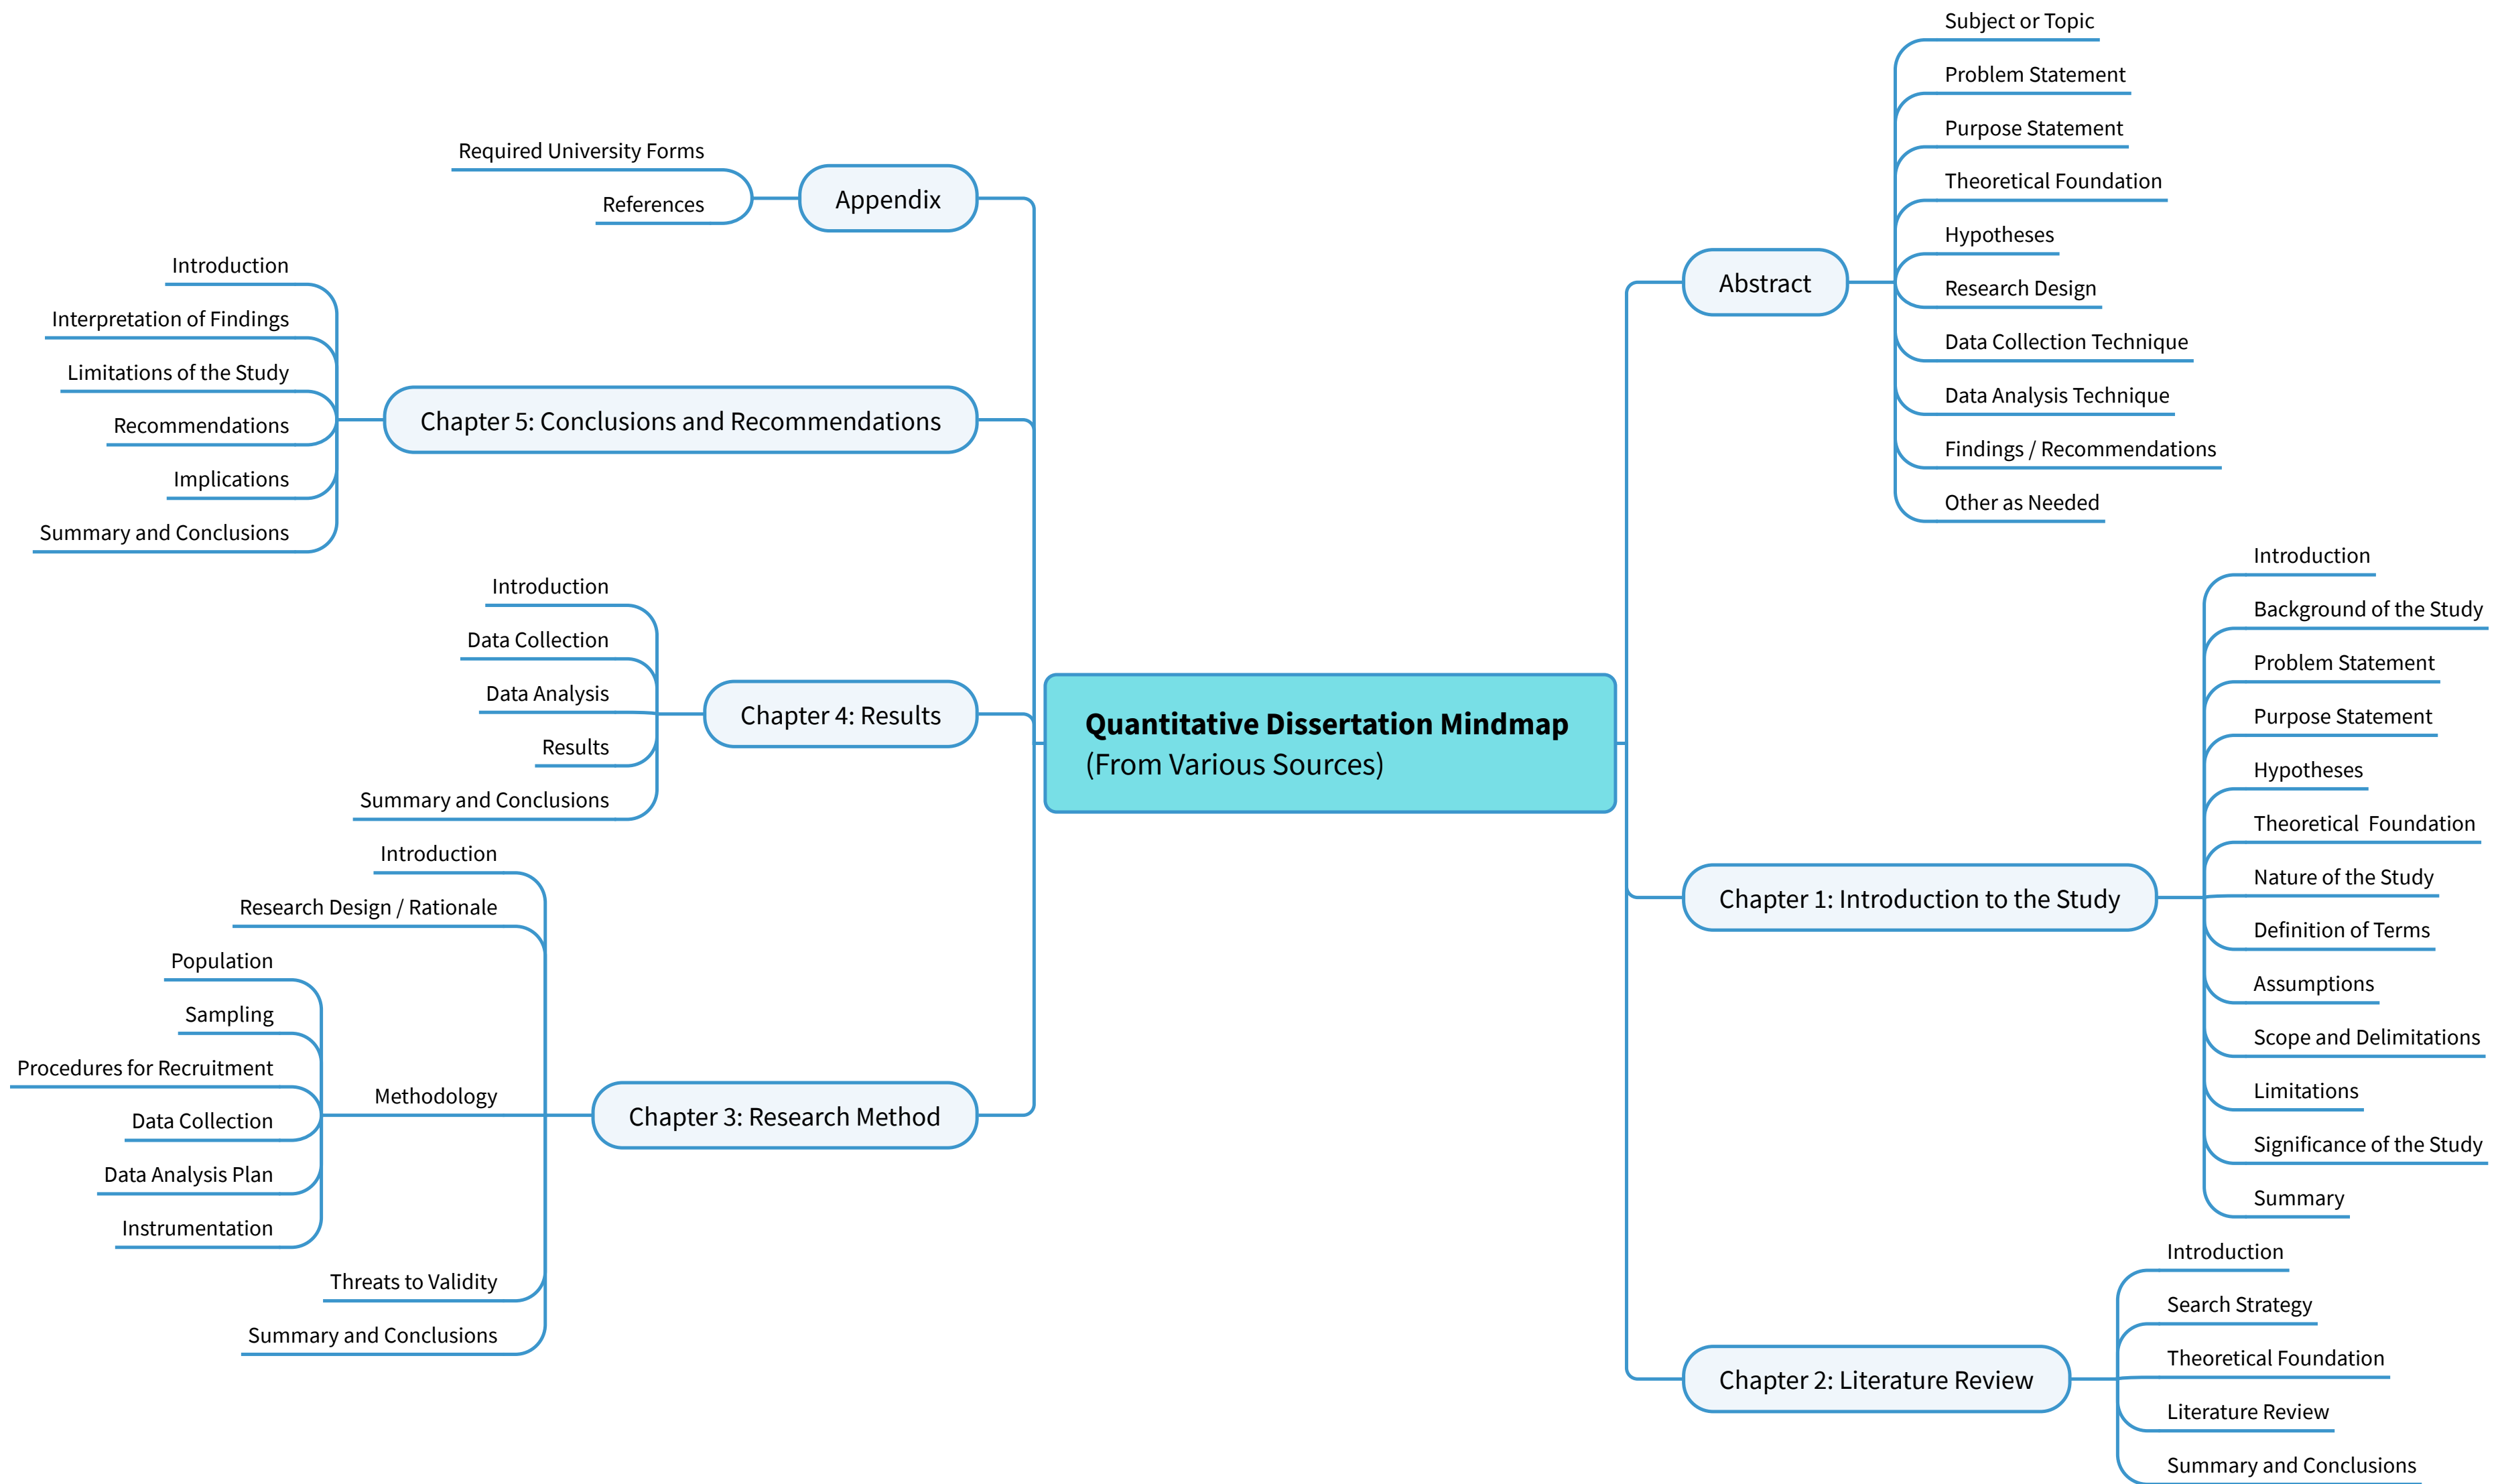 Quantitative Dissertation Mindmap
(From Various Sources)
Abstract
Subject or Topic
Problem Statement
Purpose Statement
Theoretical Foundation
Hypotheses
Research Design
Data Collection Technique
Data Analysis Technique
Findings / Recommendations
Other as Needed
Chapter 1: Introduction to the Study
Introduction
Background of the Study
Problem Statement
Purpose Statement
Hypotheses
Theoretical  Foundation
Nature of the Study
Definition of Terms
Assumptions
Scope and Delimitations
Limitations
Significance of the Study
Summary
Chapter 2: Literature Review
Introduction
Search Strategy
Theoretical Foundation
Literature Review
Summary and Conclusions
Chapter 3: Research Method
Introduction
Research Design / Rationale
Methodology
Population
Sampling
Procedures for Recruitment
Data Collection
Data Analysis Plan
Instrumentation
Threats to Validity
Summary and Conclusions
Chapter 4: Results
Introduction
Data Collection
Data Analysis
Results
Summary and Conclusions
Chapter 5: Conclusions and Recommendations
Introduction
Interpretation of Findings
Limitations of the Study
Recommendations
Implications
Summary and Conclusions
Appendix
Required University Forms
References